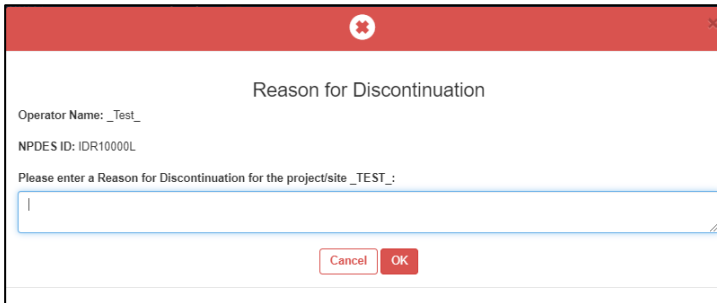 ×
Reason for Discontinuation
Operator Name: _Test_
NPDES ID: IDR10000L
Please enter a Reason for Discontinuation for the project/site _TEST_:
Cancel OK